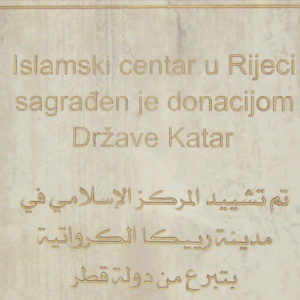 Islamski centar u Rijeci
sagrađen je donacijom
Države Katar
تم تشييد المركز الإسلامي في
مدينة رييكا الكرواتية
بتبرع من دولة قطر